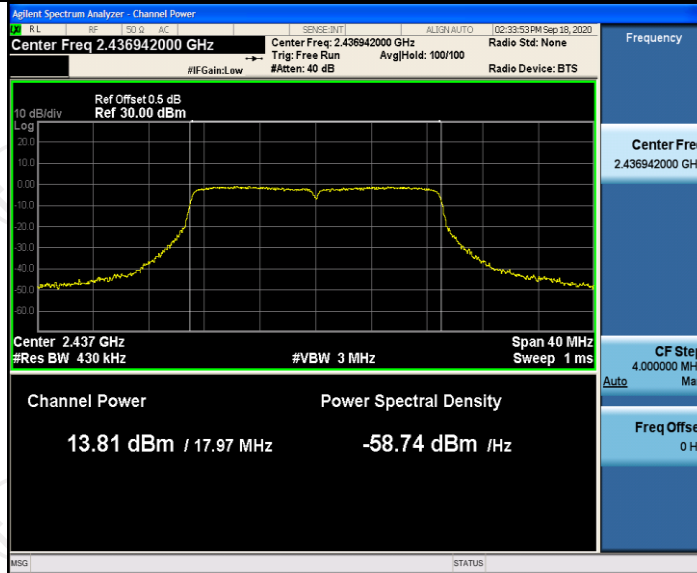 Agilent Spectrum Analyzer - Channel Power
RL RF 50 Ω AC SENSE:INT ALIGN AUTO 02:33:53 PM Sep 18, 2020
Center Freq 2.436942000 GHz
Center Freq: 2.436942000 GHz Radio Std: None
Trig: Free Run Avg|Hold: 100/100
#IFGain:Low #Atten: 40 dB Radio Device: BTS
Ref Offset 0.5 dB
10 dB/div Ref 30.00 dBm
Log
20.0
10.0
0.00
-10.0
-20.0
-30.0
-40.0
-50.0
-60.0
Center 2.437 GHz Span 40 MHz
#Res BW 430 kHz #VBW 3 MHz Sweep 1 ms
Channel Power Power Spectral Density
13.81 dBm / 17.97 MHz -58.74 dBm /Hz
MSG STATUS
Frequency
Center Fre
2.436942000 GH
CF Step
4.000000 MH
Auto Ma
Freq Offse
0 H